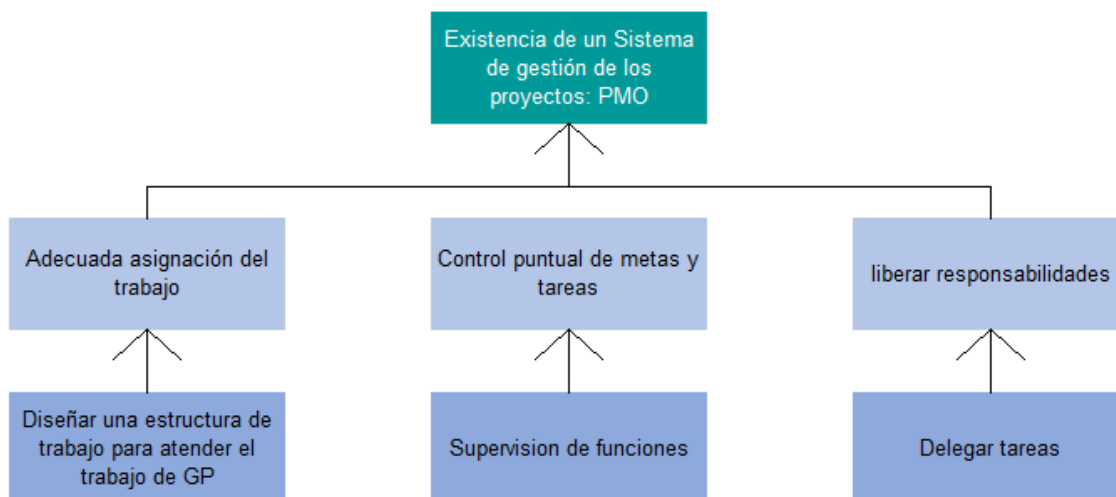 Existencia de un Sistema
de gestión de los
proyectos: PMO
Adecuada asignación del
trabajo
Control puntual de metas y
tareas
liberar responsabilidades
Diseñar una estructura de
trabajo para atender el
trabajo de GP
Supervision de funciones
Delegar tareas